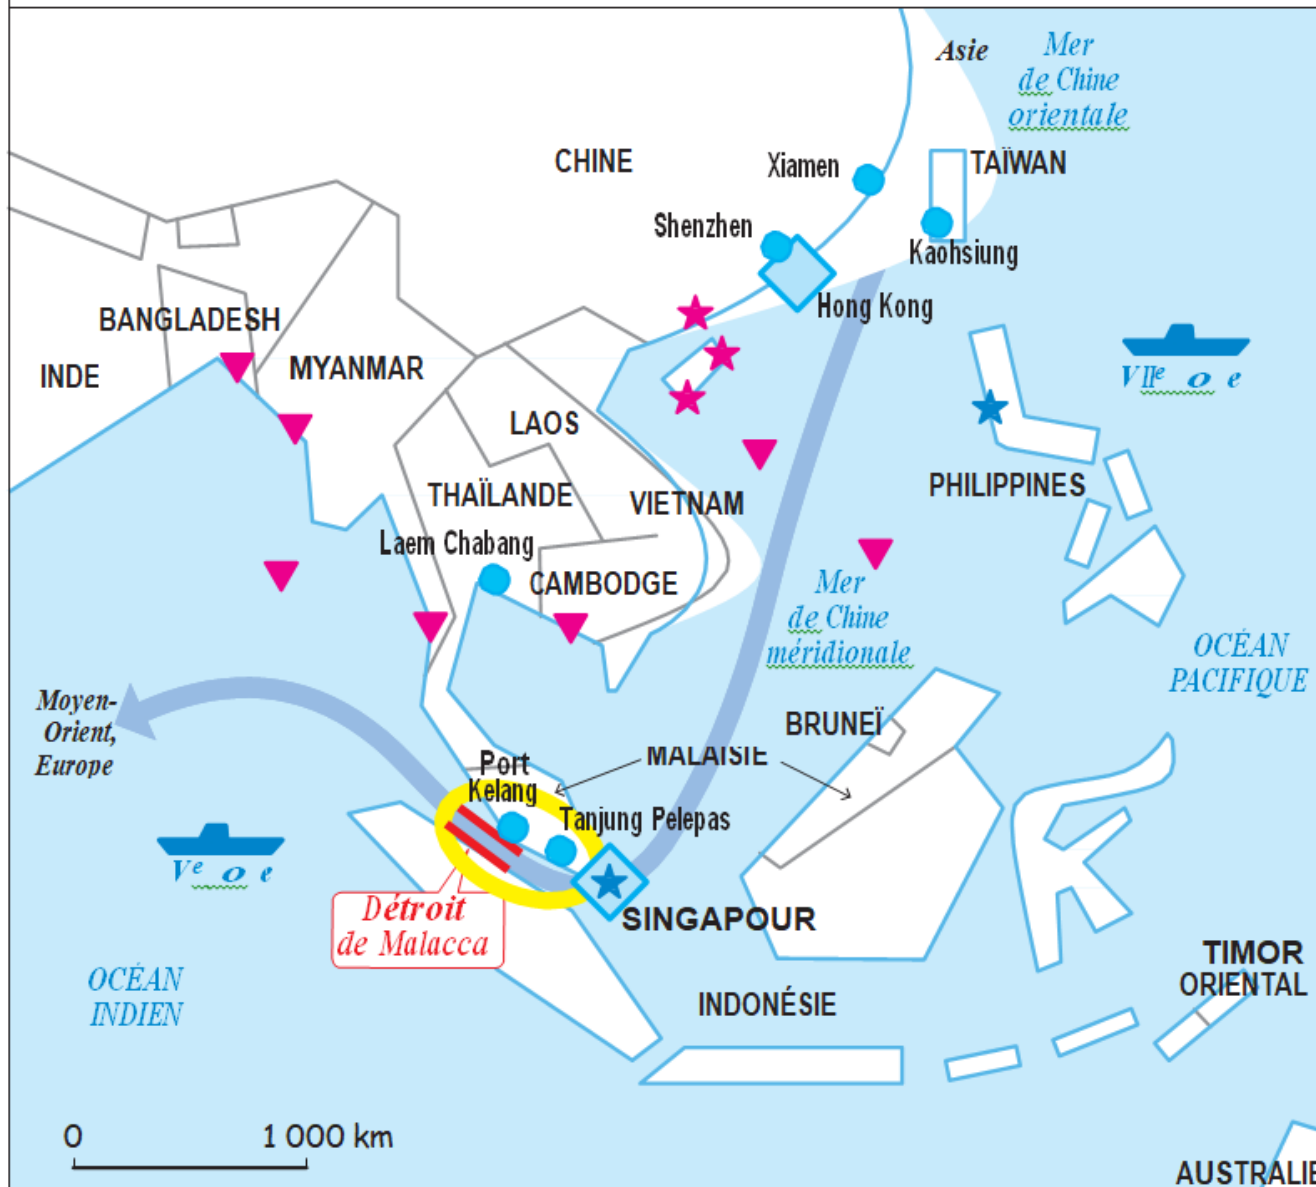 Asie
Mer
de Chine
orientale
CHINE
Xiamen
TAÏWAN
Shenzhen
Kaohsiung
Hong Kong
BANGLADESH
INDE
MYANMAR
VIIe o e
LAOS
THAÏLANDE
VIETNAM
PHILIPPINES
Laem Chabang
CAMBODGE
Mer
de Chine
méridionale
OCÉAN
PACIFIQUE
Moyen-
Orient,
Europe
BRUNEÏ
MALAISIE
Port
Kelang
Tanjung Pelepas
Ve o e
Détroit
de Malacca
SINGAPOUR
OCÉAN
INDIEN
INDONÉSIE
TIMOR
ORIENTAL
0 1 000 km
AUSTRALIE